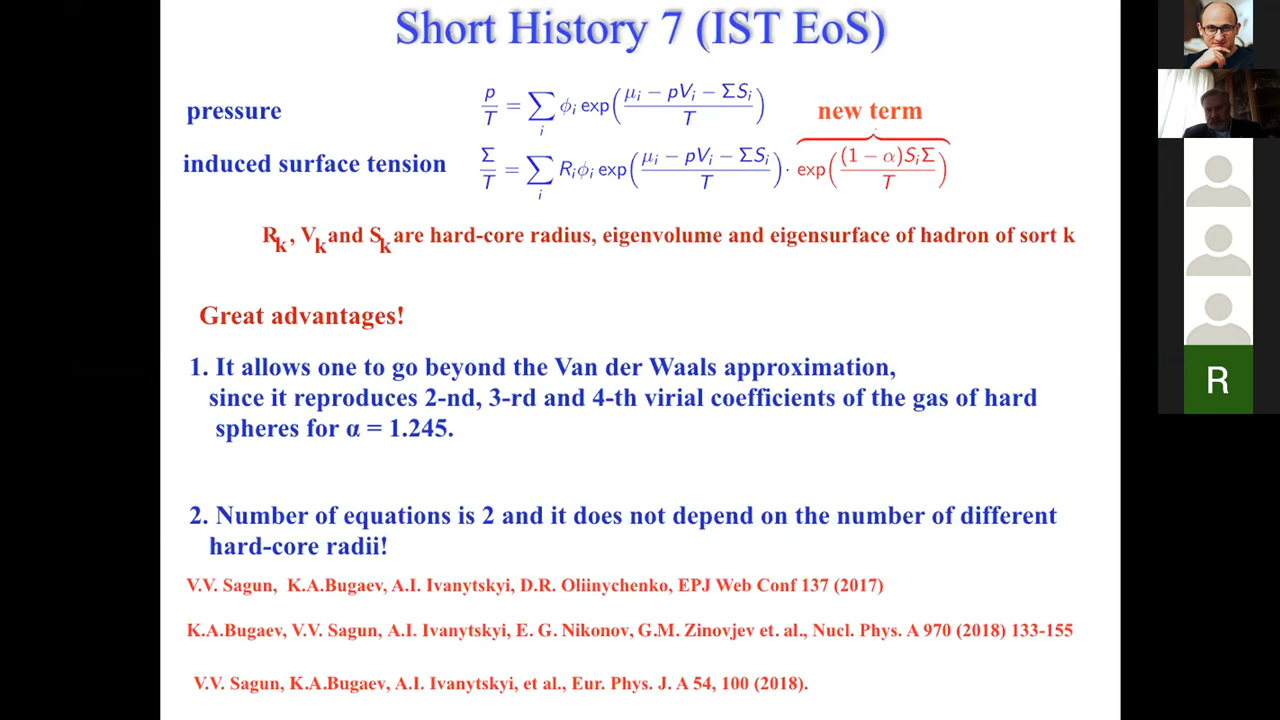 Short History 7 (IST EoS)
pressure
p/T = ∑_i ϕ_i exp( (μ_i − pV_i − ΣS_i)/T )
new term
induced surface tension
Σ/T = ∑_i R_iϕ_i exp( (μ_i − pV_i − ΣS_i)/T ) · exp( ((1 − α)S_iΣ)/T )
R_k , V_k and S_k are hard-core radius, eigenvolume and eigensurface of hadron of sort k
Great advantages!
1. It allows one to go beyond the Van der Waals approximation,
since it reproduces 2-nd, 3-rd and 4-th virial coefficients of the gas of hard
spheres for α = 1.245.
2. Number of equations is 2 and it does not depend on the number of different
hard-core radii!
V.V. Sagun, K.A.Bugaev, A.I. Ivanytskyi, D.R. Oliinychenko, EPJ Web Conf 137 (2017)
K.A.Bugaev, V.V. Sagun, A.I. Ivanytskyi, E. G. Nikonov, G.M. Zinovjev et. al., Nucl. Phys. A 970 (2018) 133-155
V.V. Sagun, K.A.Bugaev, A.I. Ivanytskyi, et al., Eur. Phys. J. A 54, 100 (2018).
R